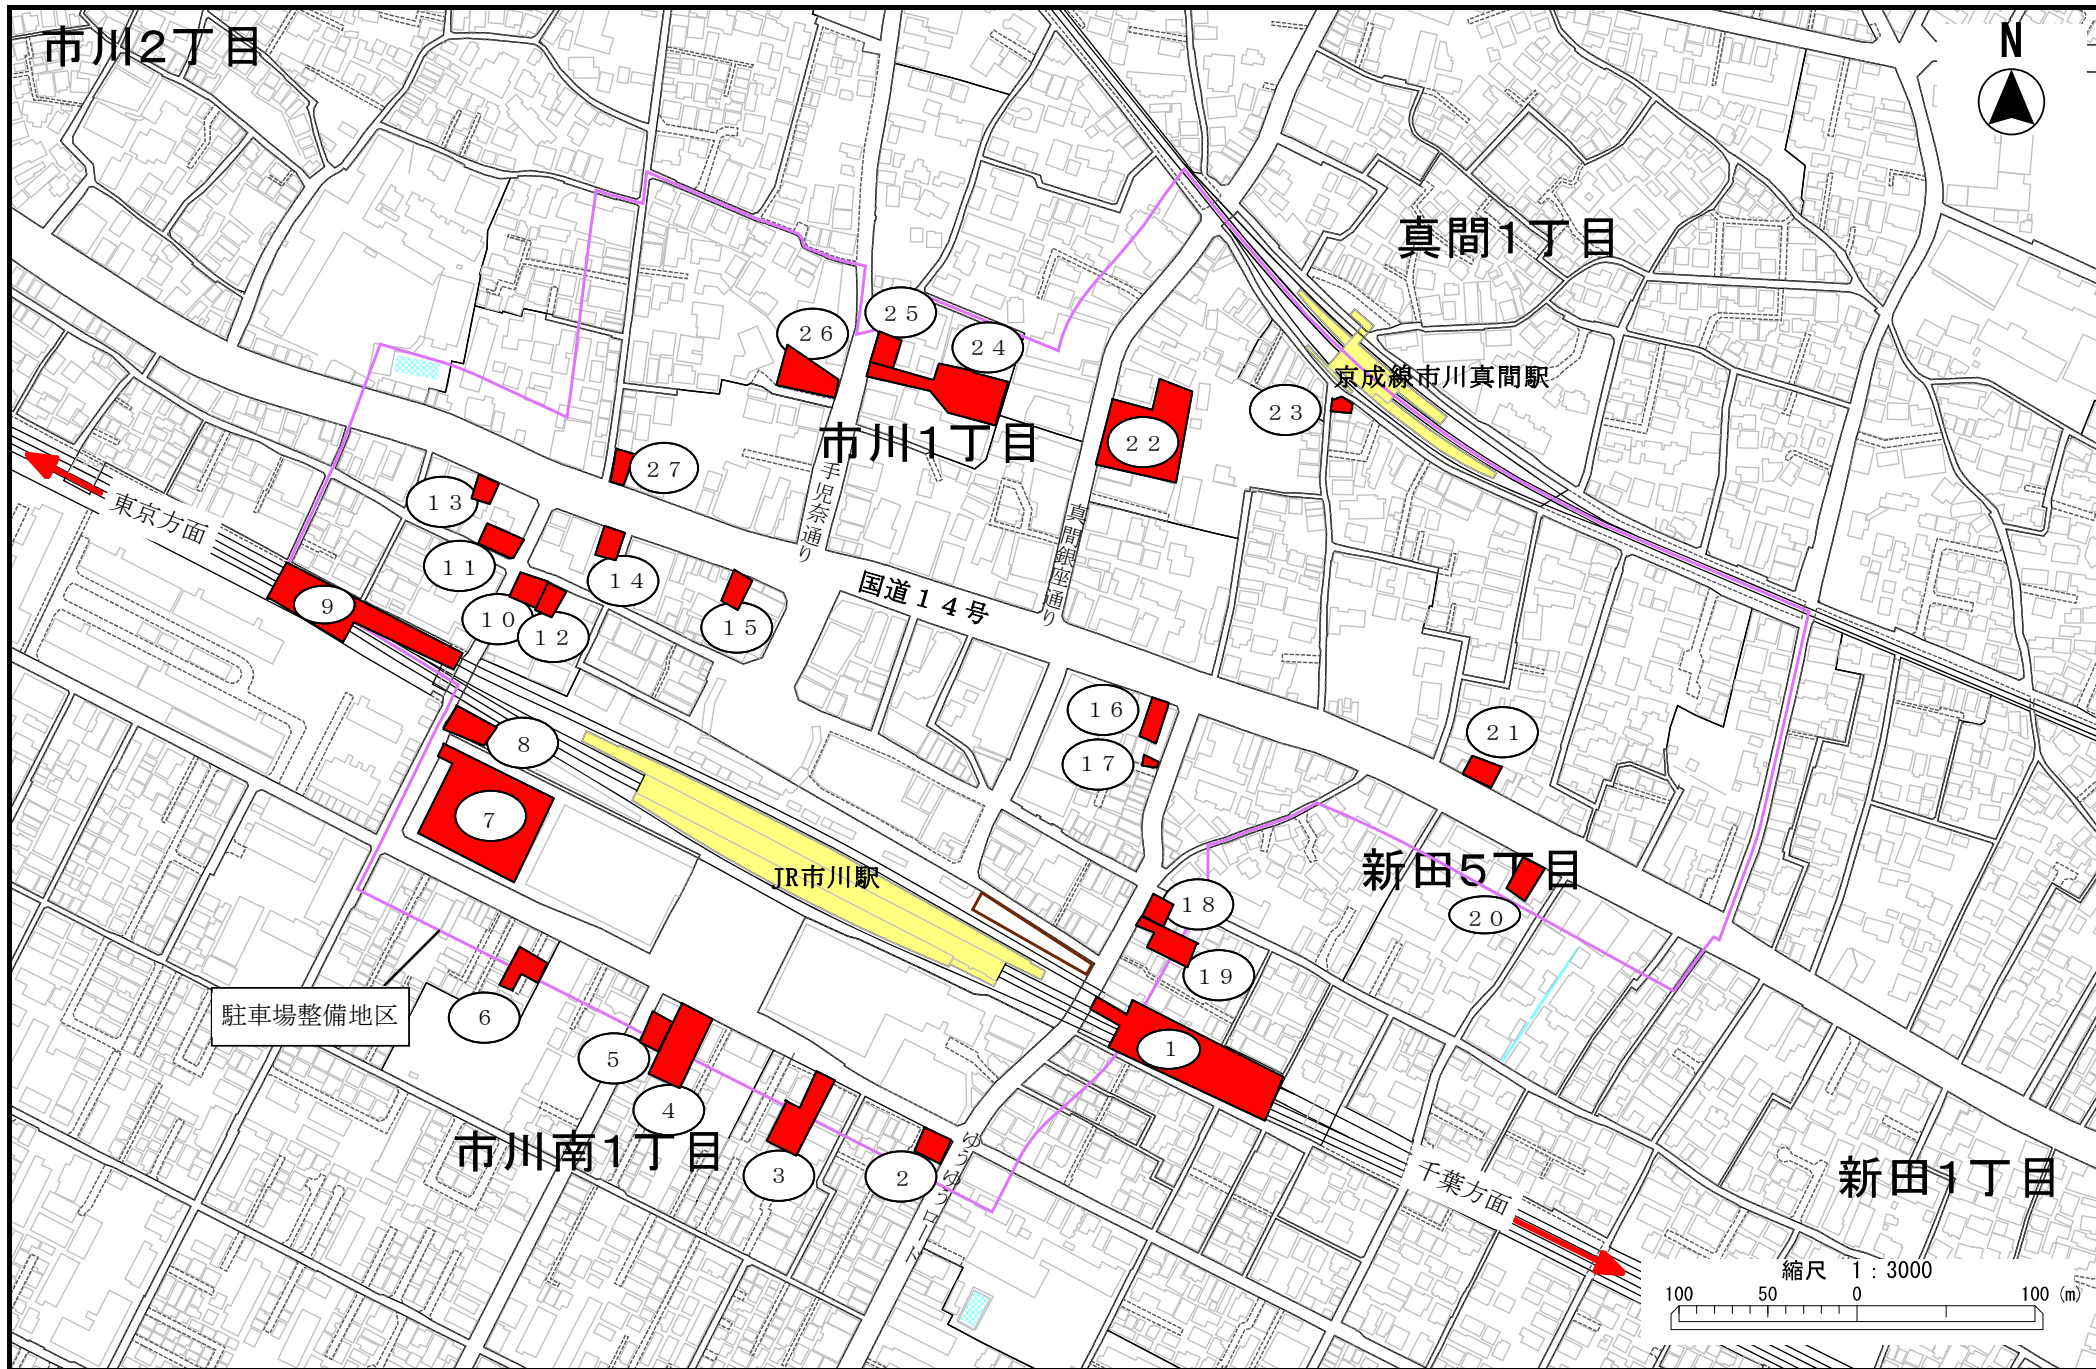 市川2丁目
N
真間1丁目
25
26
24
京成線市川真間駅
23
市川1丁目
22
27
手児奈通り
13
真間銀座通り
東京方面
11
14
国道14号
9
10
12
15
16
21
8
17
7
JR市川駅
新田5丁目
18
20
19
駐車場整備地区
6
5
1
4
市川南1丁目
3
2
ゆうゆうロード
千葉方面
新田1丁目
縮尺 1:3000
100 50 0 100 (m)